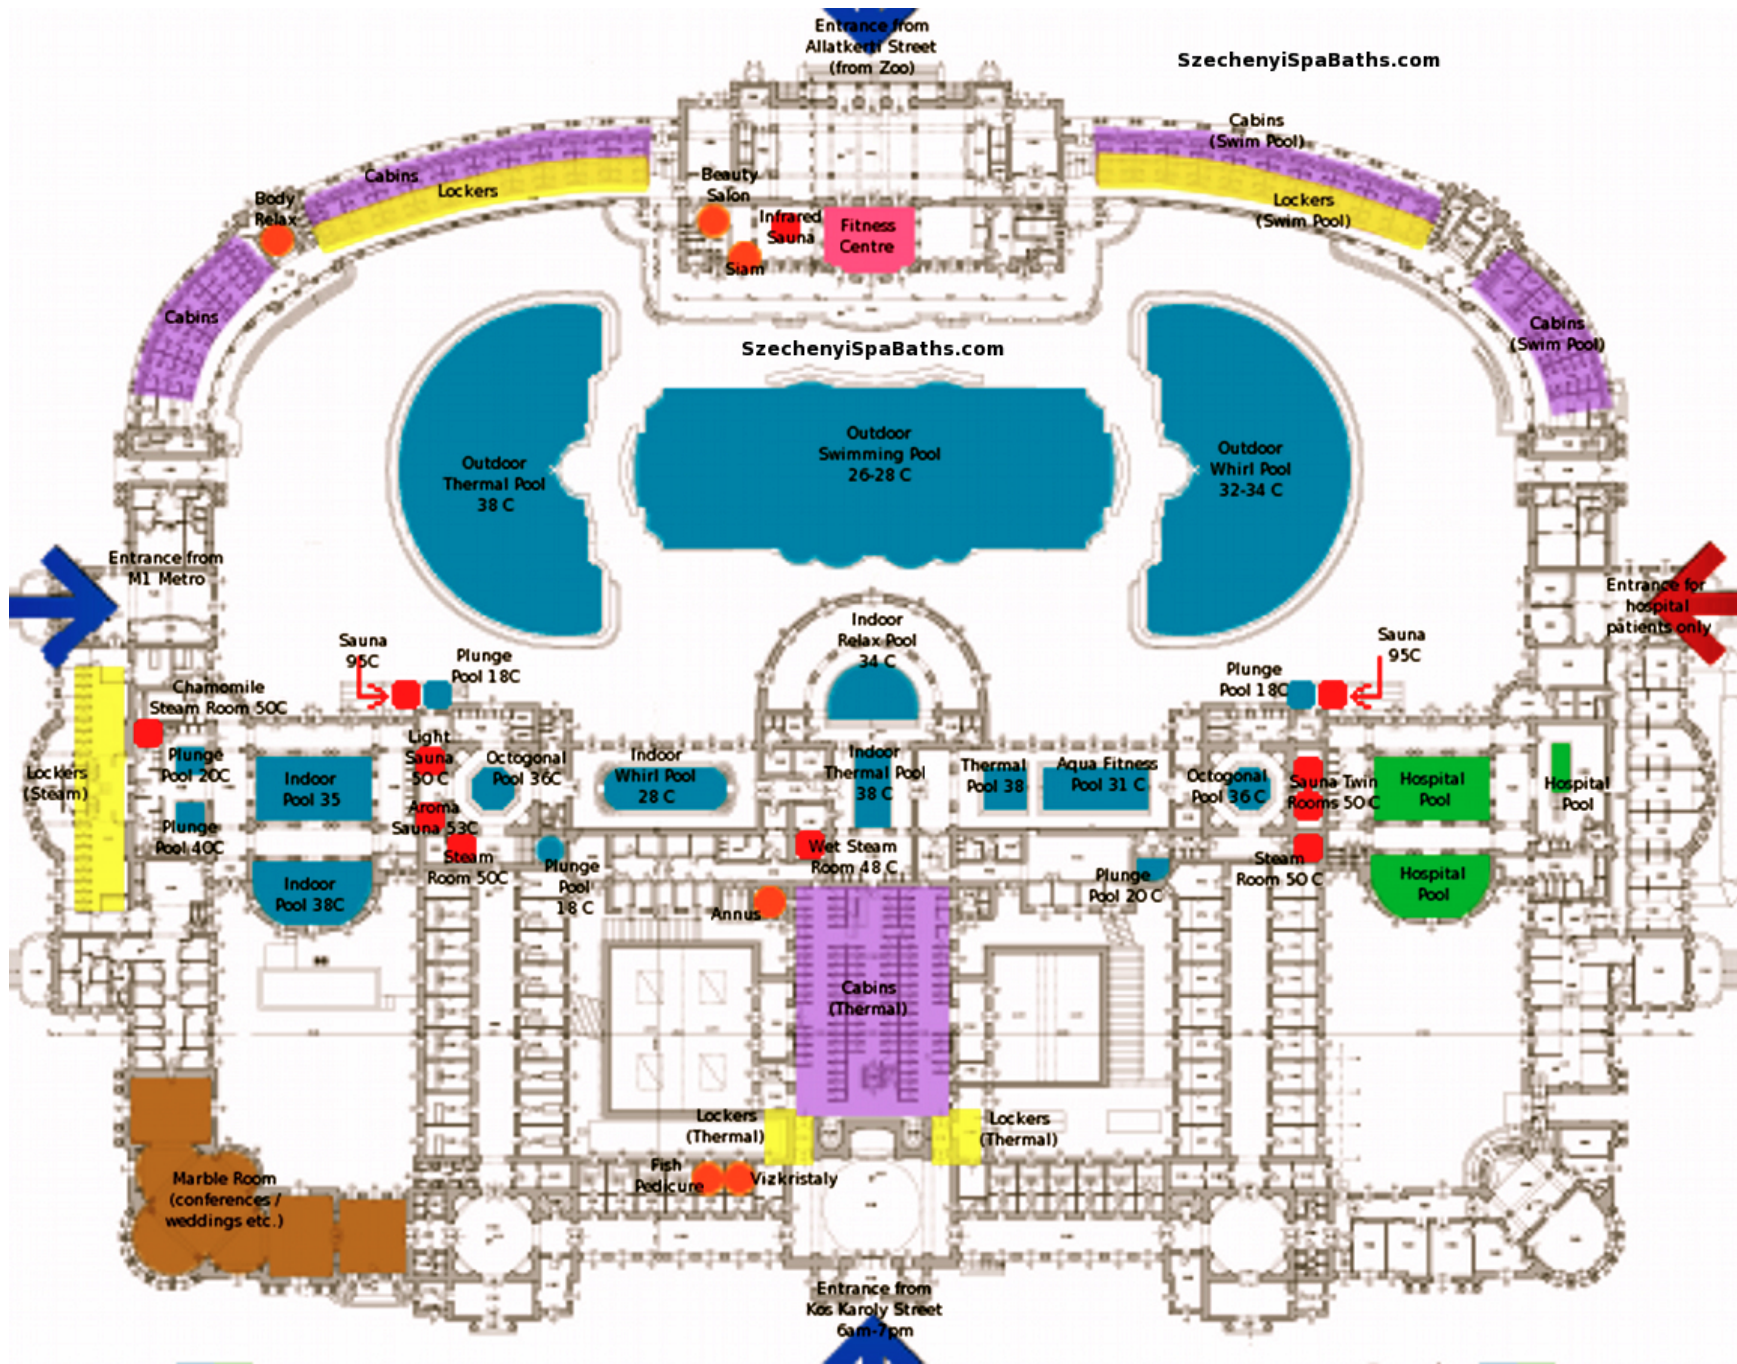 Entrance from
Allatkerti Street
(from Zoo)
SzechenyiSpaBaths.com
Cabins
(Swim Pool)
Cabins
Lockers
Beauty
Salon
Body
Relax
Infrared
Sauna
Fitness
Centre
Siam
Lockers
(Swim Pool)
Cabins
Cabins
(Swim Pool)
SzechenyiSpaBaths.com
Outdoor
Thermal Pool
38 C
Outdoor
Swimming Pool
26-28 C
Outdoor
Whirl Pool
32-34 C
Entrance from
M1 Metro
Entrance for
hospital
patients only
Sauna
95C
Plunge
Pool 18C
Indoor
Relax Pool
34 C
Plunge
Pool 18C
Sauna
95C
Chamomile
Steam Room 50C
Lockers
(Steam)
Plunge
Pool 20C
Plunge
Pool 40C
Indoor
Pool 35
Indoor
Pool 38C
Light
Sauna
50 C
Aroma
Sauna 53C
Steam
Room 50C
Octogonal
Pool 36C
Plunge
Pool
18 C
Indoor
Whirl Pool
28 C
Indoor
Thermal Pool
38 C
Wet Steam
Room 48 C
Thermal
Pool 38
Aqua Fitness
Pool 31 C
Plunge
Pool 20 C
Octogonal
Pool 36 C
Sauna Twin
Rooms 50 C
Steam
Room 50 C
Hospital
Pool
Hospital
Pool
Hospital
Pool
Annus
Cabins
(Thermal)
Lockers
(Thermal)
Lockers
(Thermal)
Fish
Pedicure
Vizkristaly
Marble Room
(conferences /
weddings etc.)
Entrance from
Kos Karoly Street
6am-7pm